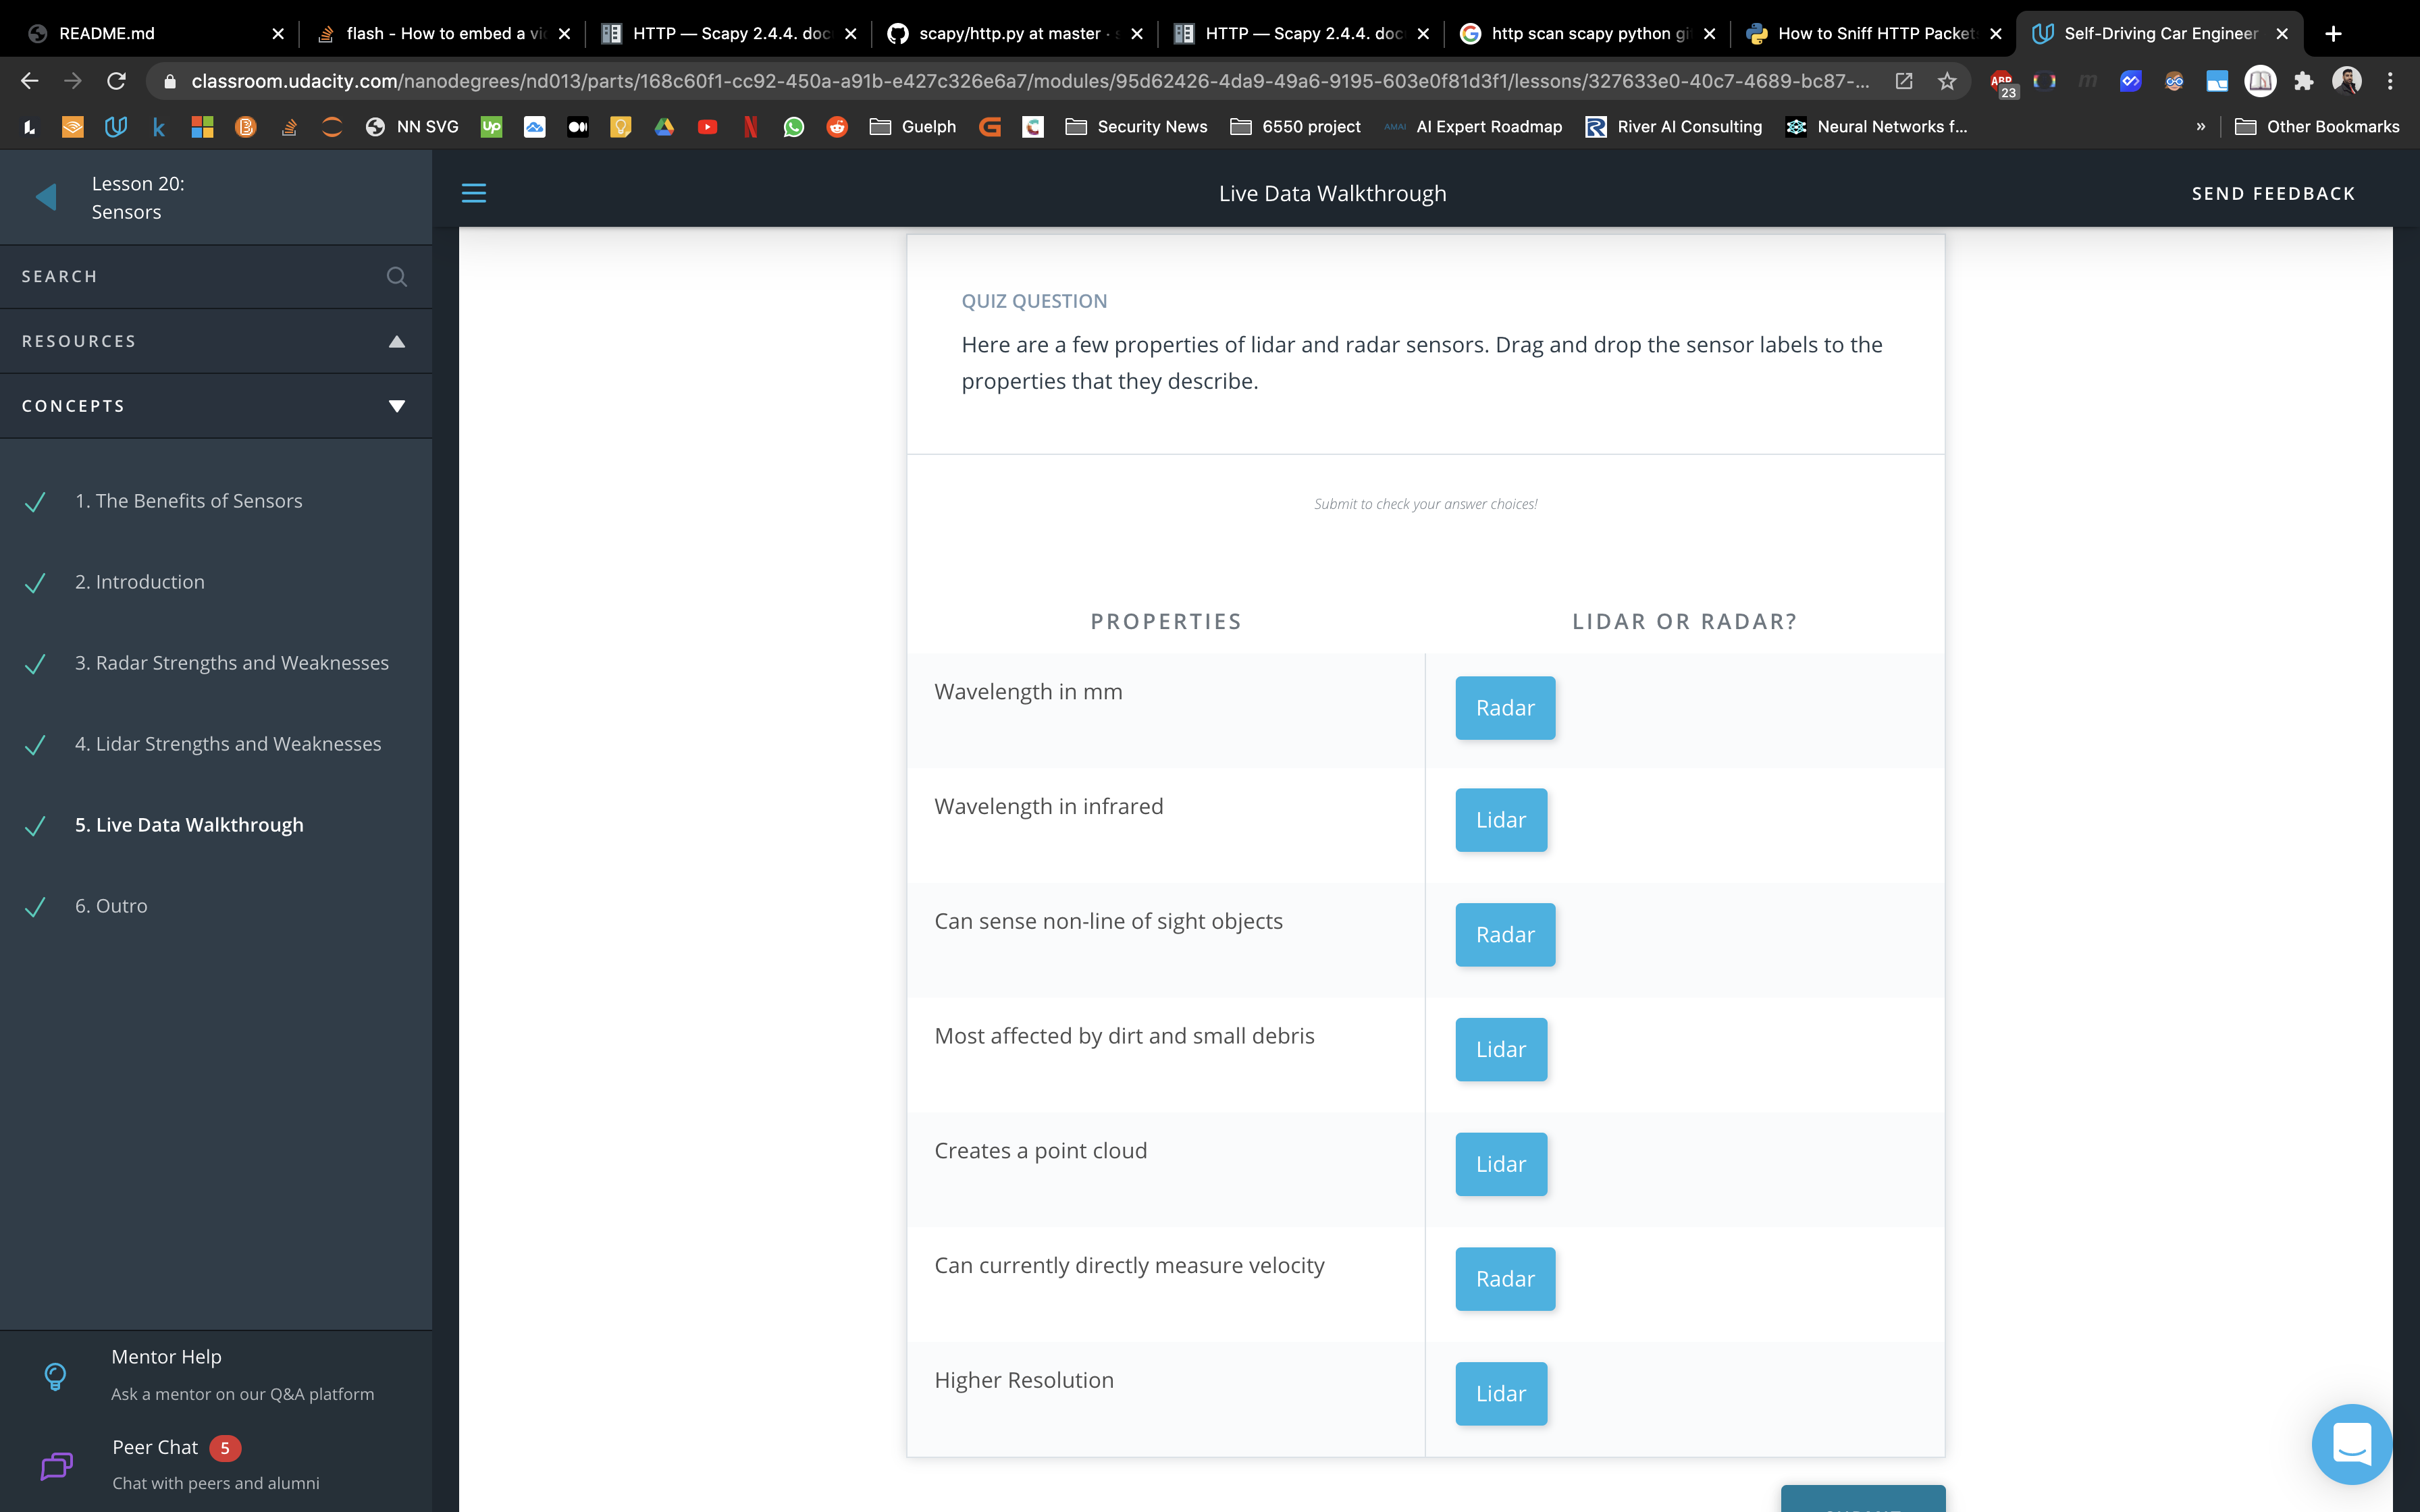 README.md
flash - How to embed a vi
HTTP — Scapy 2.4.4. doc
scapy/http.py at master · s
HTTP — Scapy 2.4.4. doc
http scan scapy python gi
How to Sniff HTTP Packet
Self-Driving Car Engineer
classroom.udacity.com/nanodegrees/nd013/parts/168c60f1-cc92-450a-a91b-e427c326e6a7/modules/95d62426-4da9-49a6-9195-603e0f81d3f1/lessons/327633e0-40c7-4689-bc87-...
ABP
23
NN SVG
Up
Guelph
Security News
6550 project
AMAI
AI Expert Roadmap
River AI Consulting
Neural Networks f...
»
Other Bookmarks
Lesson 20:
Sensors
Live Data Walkthrough
SEND FEEDBACK
SEARCH
RESOURCES
CONCEPTS
1. The Benefits of Sensors
2. Introduction
3. Radar Strengths and Weaknesses
4. Lidar Strengths and Weaknesses
5. Live Data Walkthrough
6. Outro
Mentor Help
Ask a mentor on our Q&A platform
Peer Chat 5
Chat with peers and alumni
QUIZ QUESTION
Here are a few properties of lidar and radar sensors. Drag and drop the sensor labels to the
properties that they describe.
Submit to check your answer choices!
PROPERTIES LIDAR OR RADAR?
Wavelength in mm Radar
Wavelength in infrared Lidar
Can sense non-line of sight objects Radar
Most affected by dirt and small debris Lidar
Creates a point cloud Lidar
Can currently directly measure velocity Radar
Higher Resolution Lidar